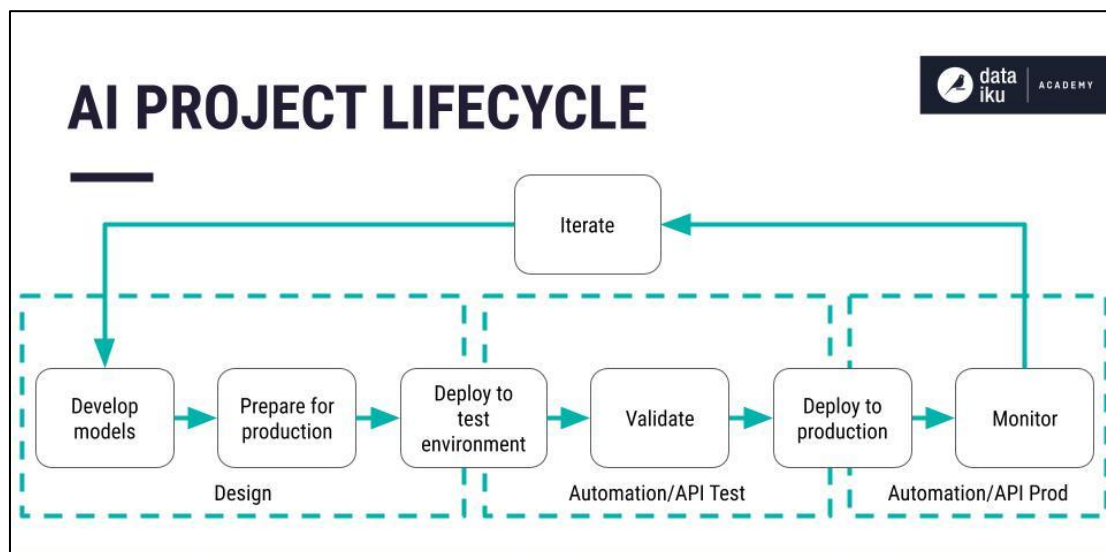 AI PROJECT LIFECYCLE
data
iku
ACADEMY
Iterate
Develop
models
Prepare for
production
Deploy to
test
environment
Validate
Deploy to
production
Monitor
Design
Automation/API Test
Automation/API Prod